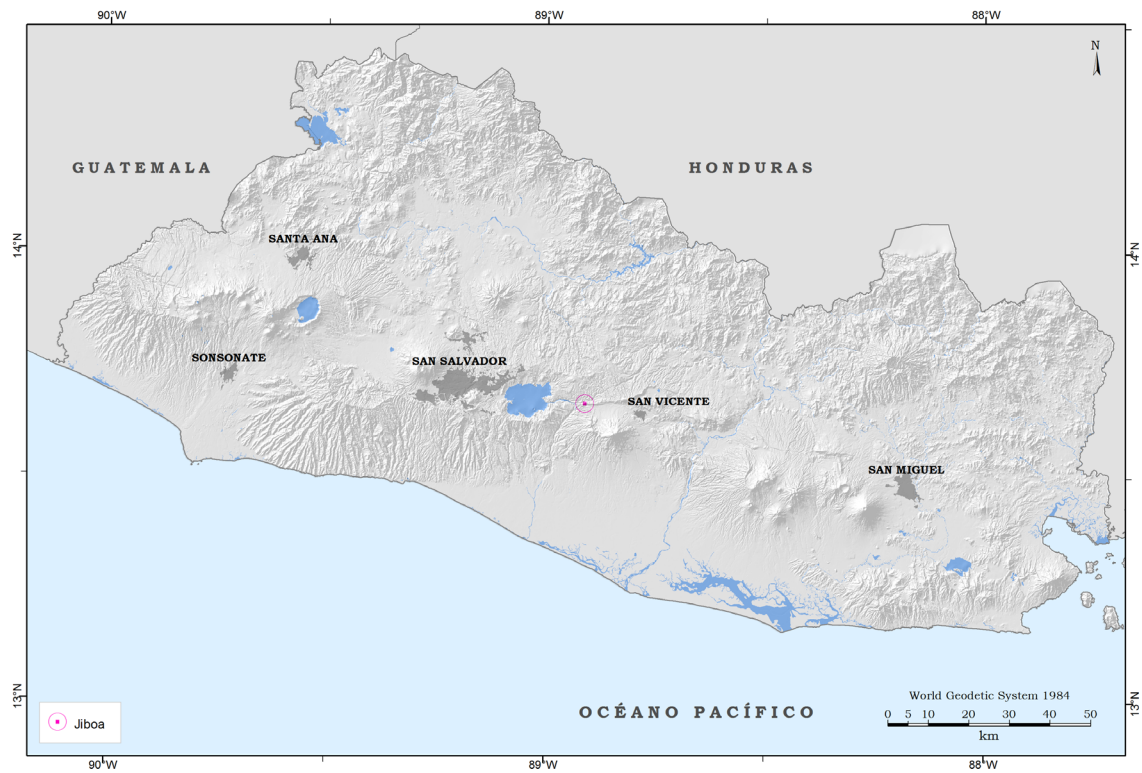 90°W 89°W 88°W
N
GUATEMALA HONDURAS
SANTA ANA
14°N 14°N
SONSONATE SAN SALVADOR
SAN VICENTE
SAN MIGUEL
13°N 13°N
World Geodetic System 1984
OCÉANO PACÍFICO
0 5 10 20 30 40 50
km
Jiboa
90°W 89°W 88°W